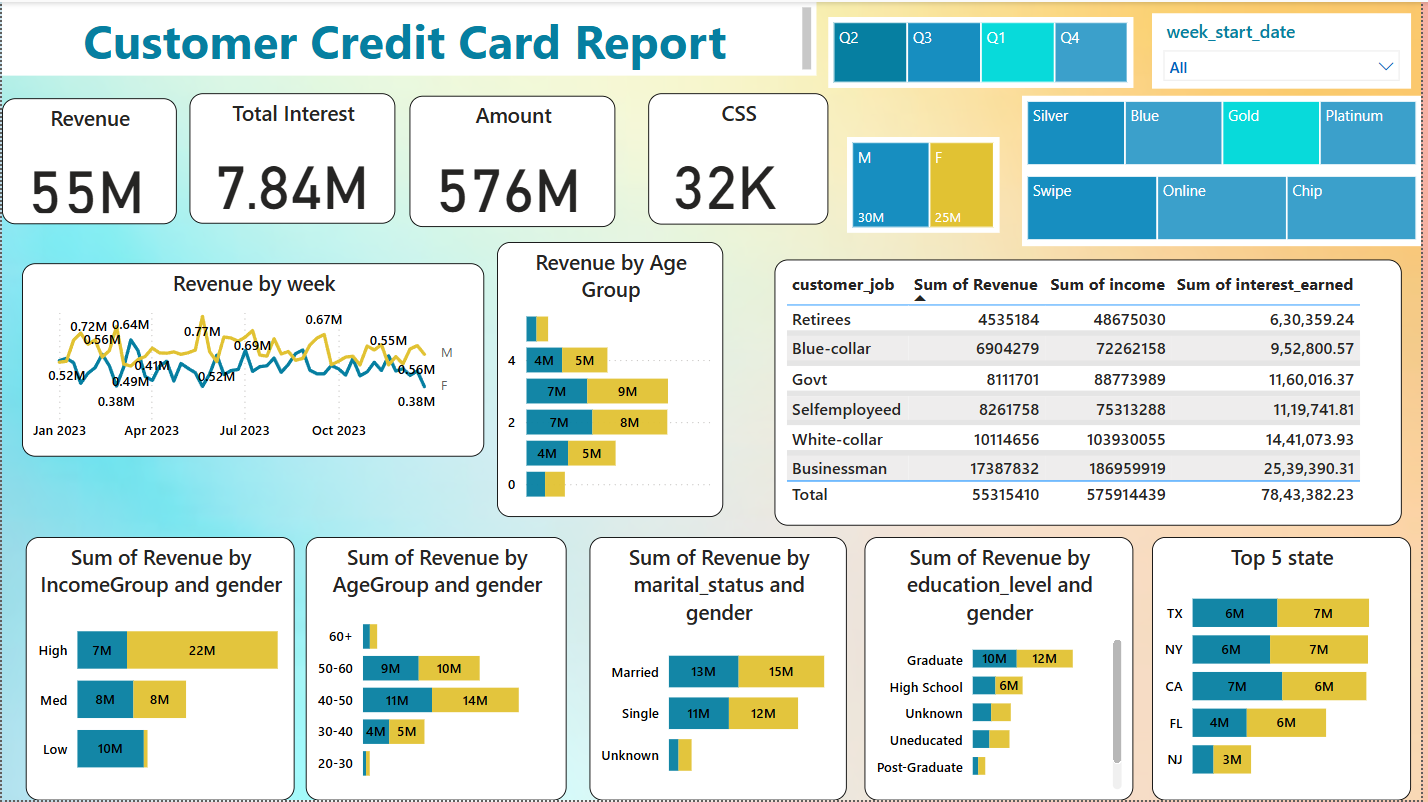 Customer Credit Card Report
Q2 Q3 Q1 Q4
week_start_date
All
Revenue
55M
Total Interest
7.84M
Amount
576M
CSS
32K
M
30M
F
25M
Silver Blue Gold Platinum
Swipe Online Chip
Revenue by week
0.72M 0.64M 0.67M
0.56M 0.77M 0.55M
0.69M
0.52M 0.41M 0.52M 0.56M
0.49M
0.38M 0.38M
M
F
Jan 2023 Apr 2023 Jul 2023 Oct 2023
Revenue by Age
Group
4 4M 5M
7M 9M
2 7M 8M
4M 5M
0
customer_job Sum of Revenue Sum of income Sum of interest_earned
Retirees 4535184 48675030 6,30,359.24
Blue-collar 6904279 72262158 9,52,800.57
Govt 8111701 88773989 11,60,016.37
Selfemployeed 8261758 75313288 11,19,741.81
White-collar 10114656 103930055 14,41,073.93
Businessman 17387832 186959919 25,39,390.31
Total 55315410 575914439 78,43,382.23
Sum of Revenue by
IncomeGroup and gender
High 7M 22M
Med 8M 8M
Low 10M
Sum of Revenue by
AgeGroup and gender
60+
50-60 9M 10M
40-50 11M 14M
30-40 4M 5M
20-30
Sum of Revenue by
marital_status and
gender
Married 13M 15M
Single 11M 12M
Unknown
Sum of Revenue by
education_level and
gender
Graduate 10M 12M
High School 6M
Unknown
Uneducated
Post-Graduate
Top 5 state
TX 6M 7M
NY 6M 7M
CA 7M 6M
FL 4M 6M
NJ 3M